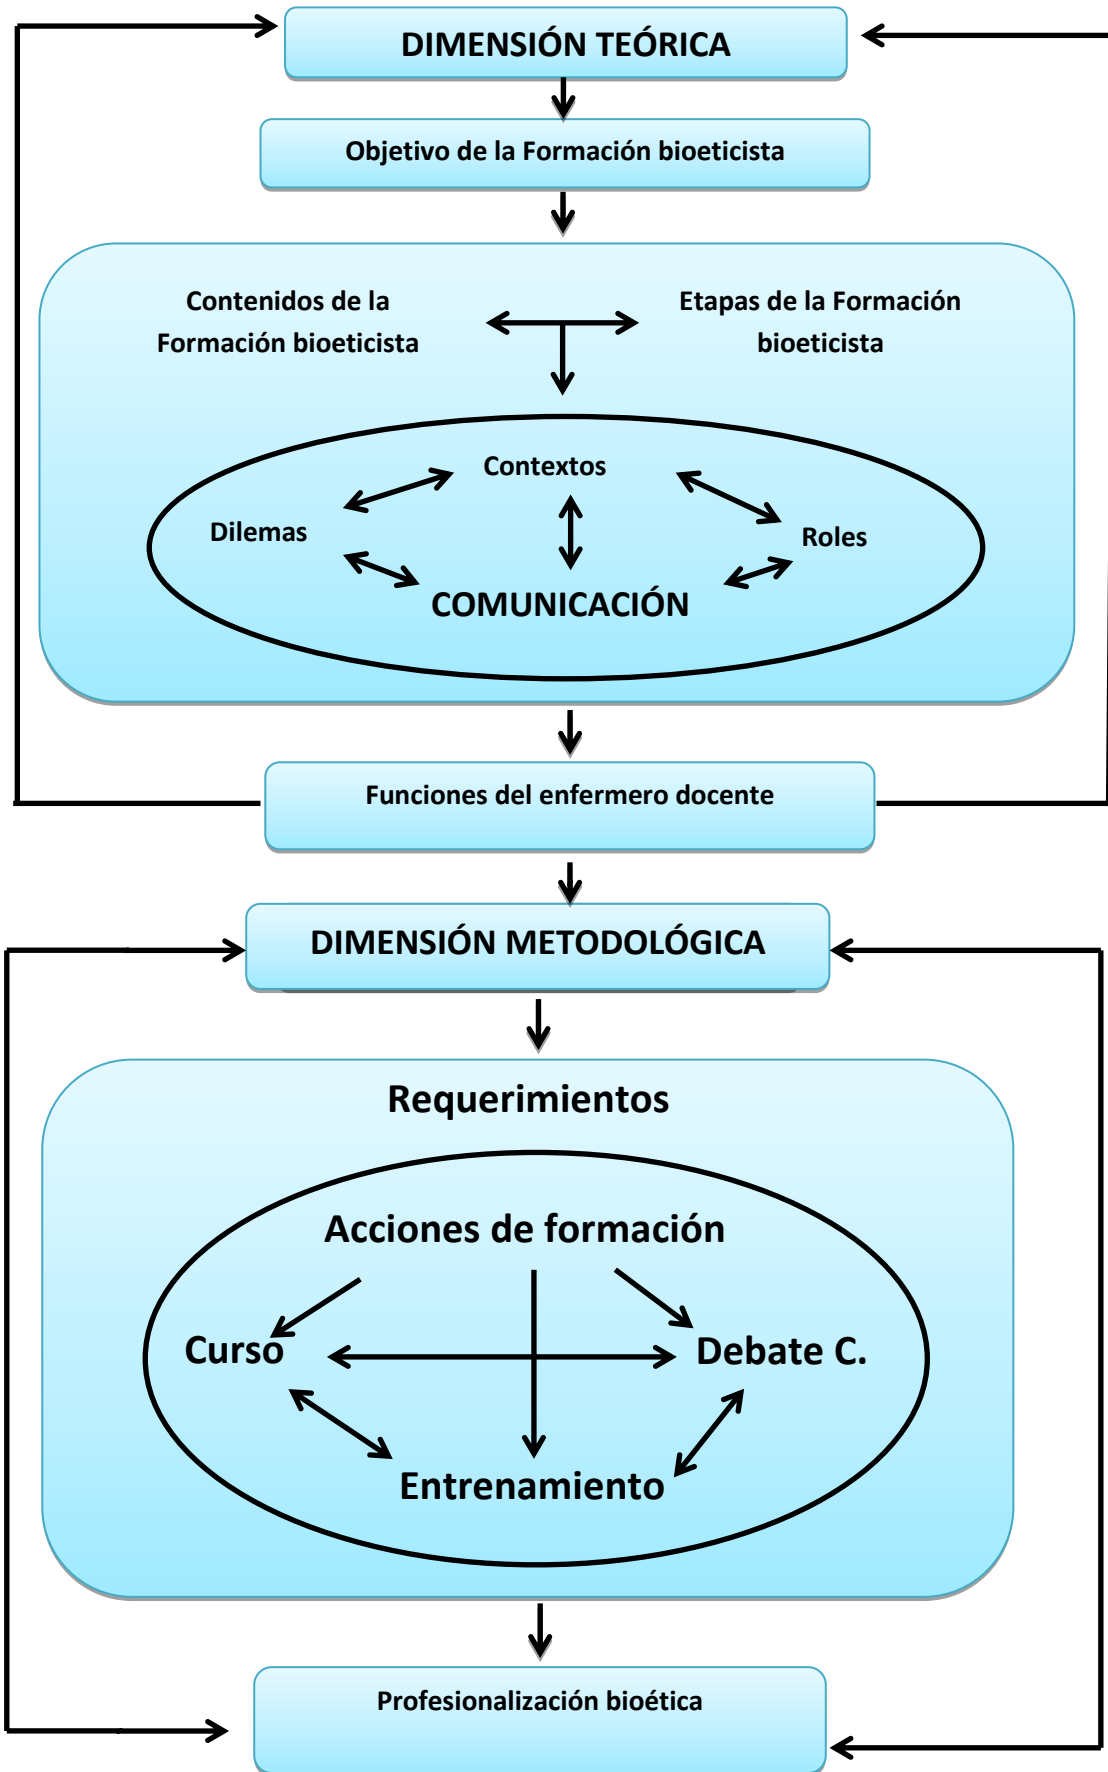 DIMENSIÓN TEÓRICA
Objetivo de la Formación bioeticista
Contenidos de la
Formación bioeticista
Etapas de la Formación
bioeticista
Contextos
Dilemas
Roles
COMUNICACIÓN
Funciones del enfermero docente
DIMENSIÓN METODOLÓGICA
Requerimientos
Acciones de formación
Curso
Debate C.
Entrenamiento
Profesionalización bioética